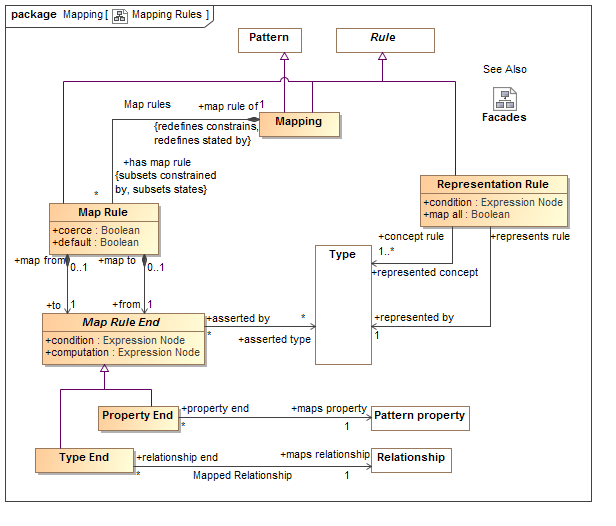 package Mapping [ Mapping Rules ]
Pattern
Rule
See Also
Facades
Map rules
+map rule of
1
Mapping
{redefines constrains,
redefines stated by}
+has map rule
{subsets constrained
by, subsets states}
*
Representation Rule
+condition : Expression Node
+map all : Boolean
Map Rule
+coerce : Boolean
+default : Boolean
+concept rule
+represents rule
1..*
+represented concept
Type
+map from
0..1
+map to
0..1
+to
1
+from
1
+represented by
1
Map Rule End
+condition : Expression Node
+computation : Expression Node
+asserted by
*
*
+asserted type
Property End
+property end
*
+maps property
1
Pattern property
Type End
+relationship end
*
Mapped Relationship
+maps relationship
1
Relationship